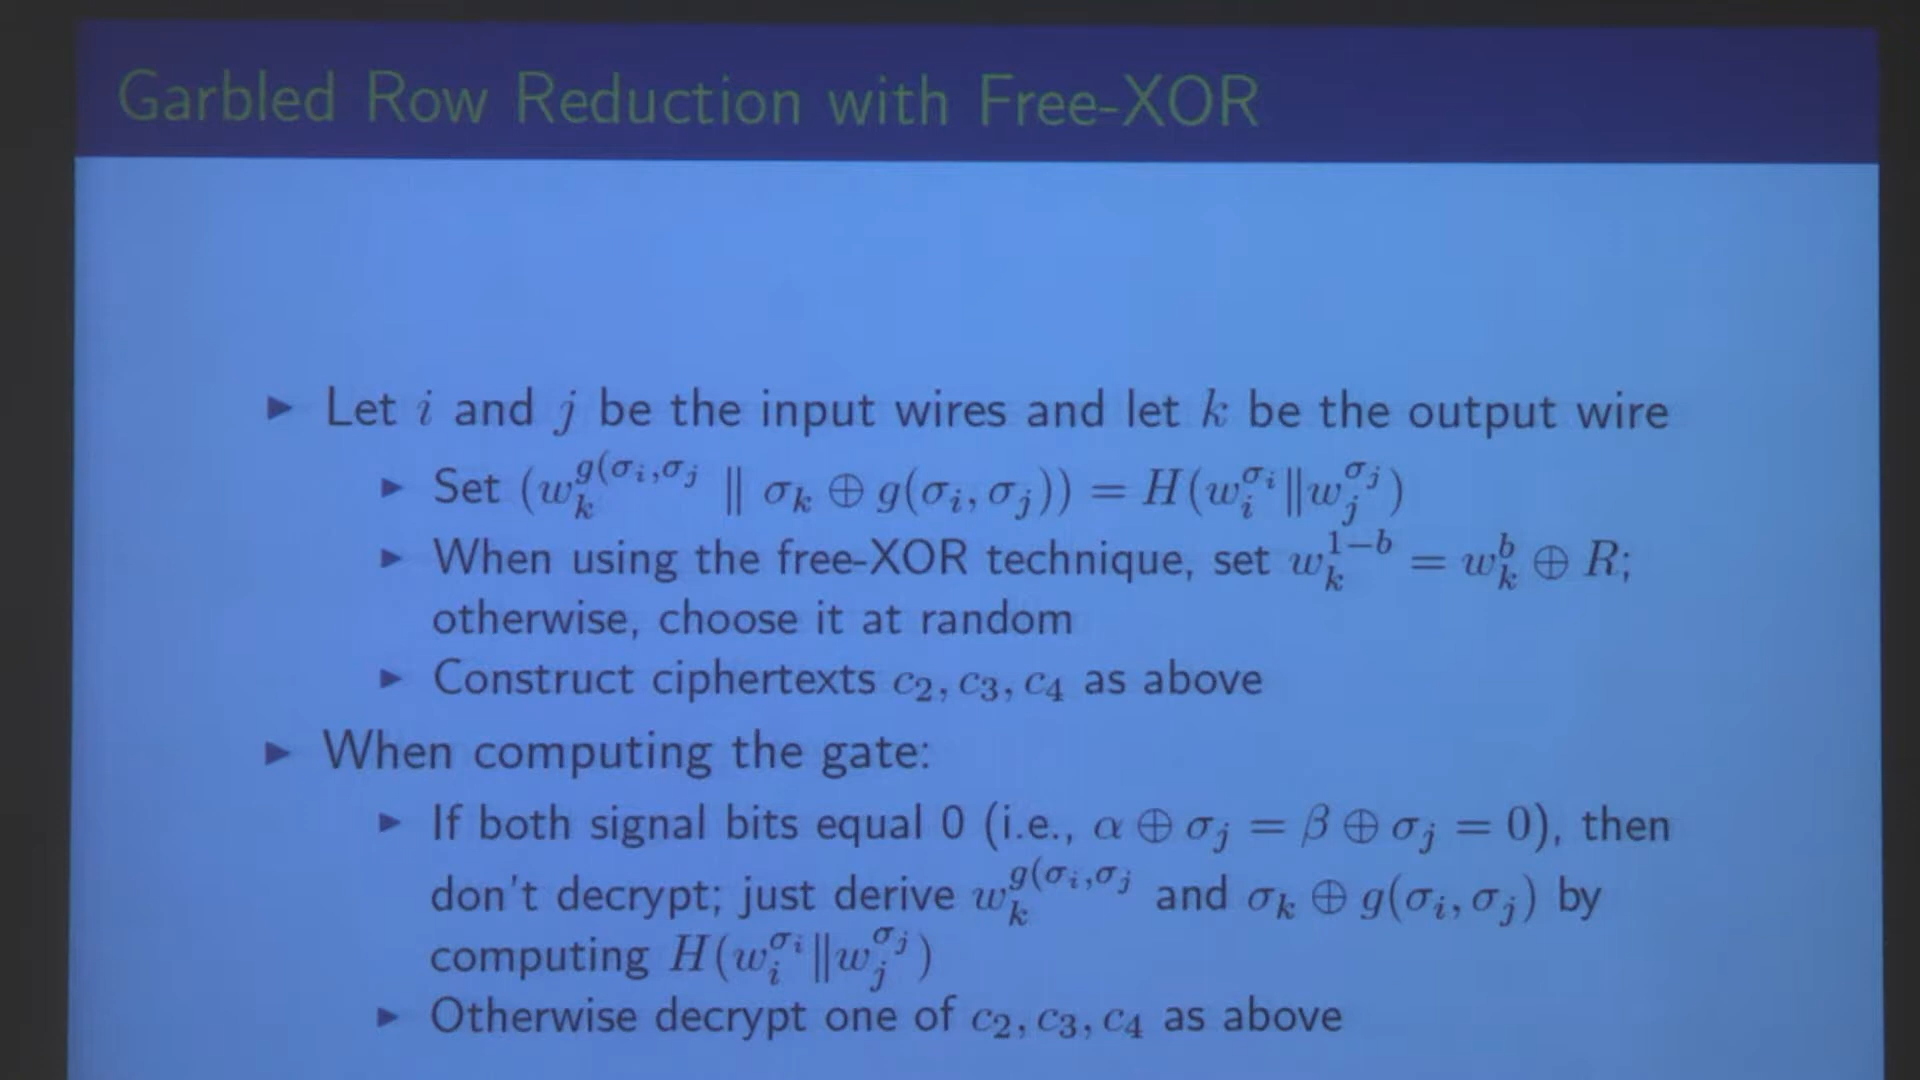 Garbled Row Reduction with Free-XOR
▶ Let i and j be the input wires and let k be the output wire
▶ Set (w_k^{g(σ_i,σ_j} ∥ σ_k ⊕ g(σ_i, σ_j)) = H(w_i^{σ_i}∥w_j^{σ_j})
▶ When using the free-XOR technique, set w_k^{1−b} = w_k^b ⊕ R;
otherwise, choose it at random
▶ Construct ciphertexts c_2, c_3, c_4 as above
▶ When computing the gate:
▶ If both signal bits equal 0 (i.e., α ⊕ σ_j = β ⊕ σ_j = 0), then
don't decrypt; just derive w_k^{g(σ_i,σ_j} and σ_k ⊕ g(σ_i, σ_j) by
computing H(w_i^{σ_i}∥w_j^{σ_j})
▶ Otherwise decrypt one of c_2, c_3, c_4 as above